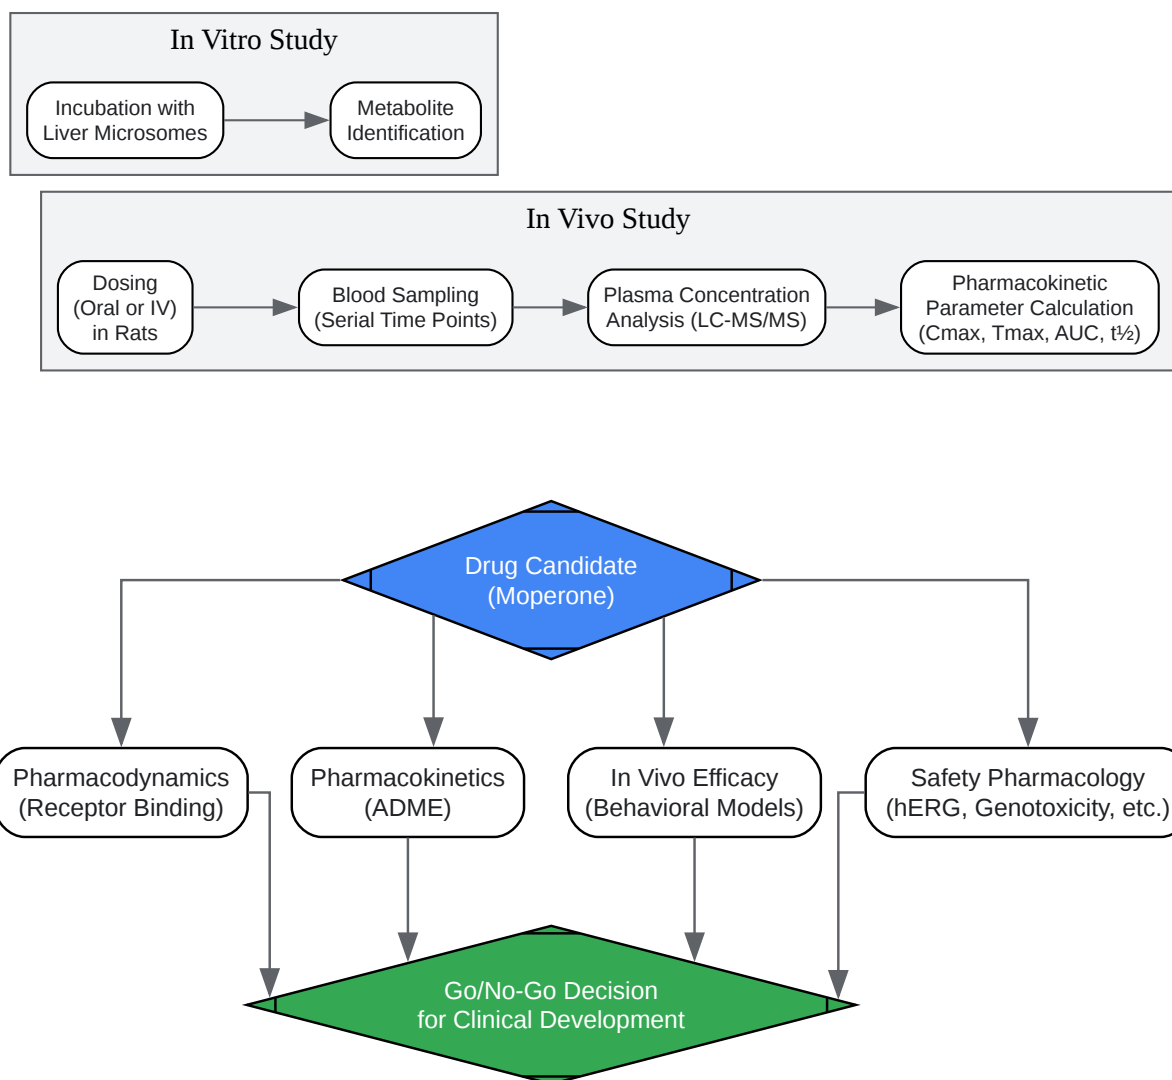 In Vitro Study
Incubation with
Liver Microsomes
Metabolite
Identification
In Vivo Study
Dosing
(Oral or IV)
in Rats
Blood Sampling
(Serial Time Points)
Plasma Concentration
Analysis (LC-MS/MS)
Pharmacokinetic
Parameter Calculation
(Cmax, Tmax, AUC, t½)
Drug Candidate
(Moperone)
Pharmacodynamics
(Receptor Binding)
Pharmacokinetics
(ADME)
In Vivo Efficacy
(Behavioral Models)
Safety Pharmacology
(hERG, Genotoxicity, etc.)
Go/No-Go Decision
for Clinical Development